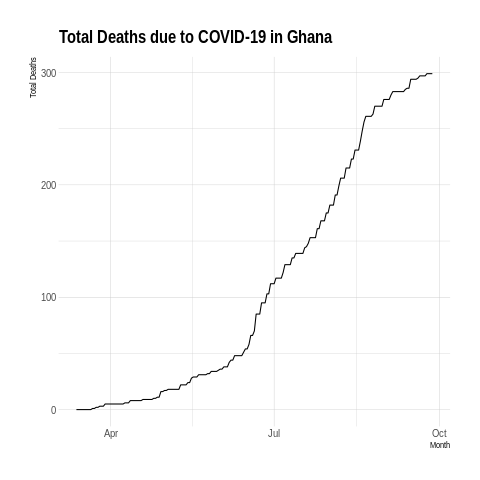 Total Deaths due to COVID-19 in Ghana
Total Deaths
300
200
100
0
Apr
Jul
Oct
Month